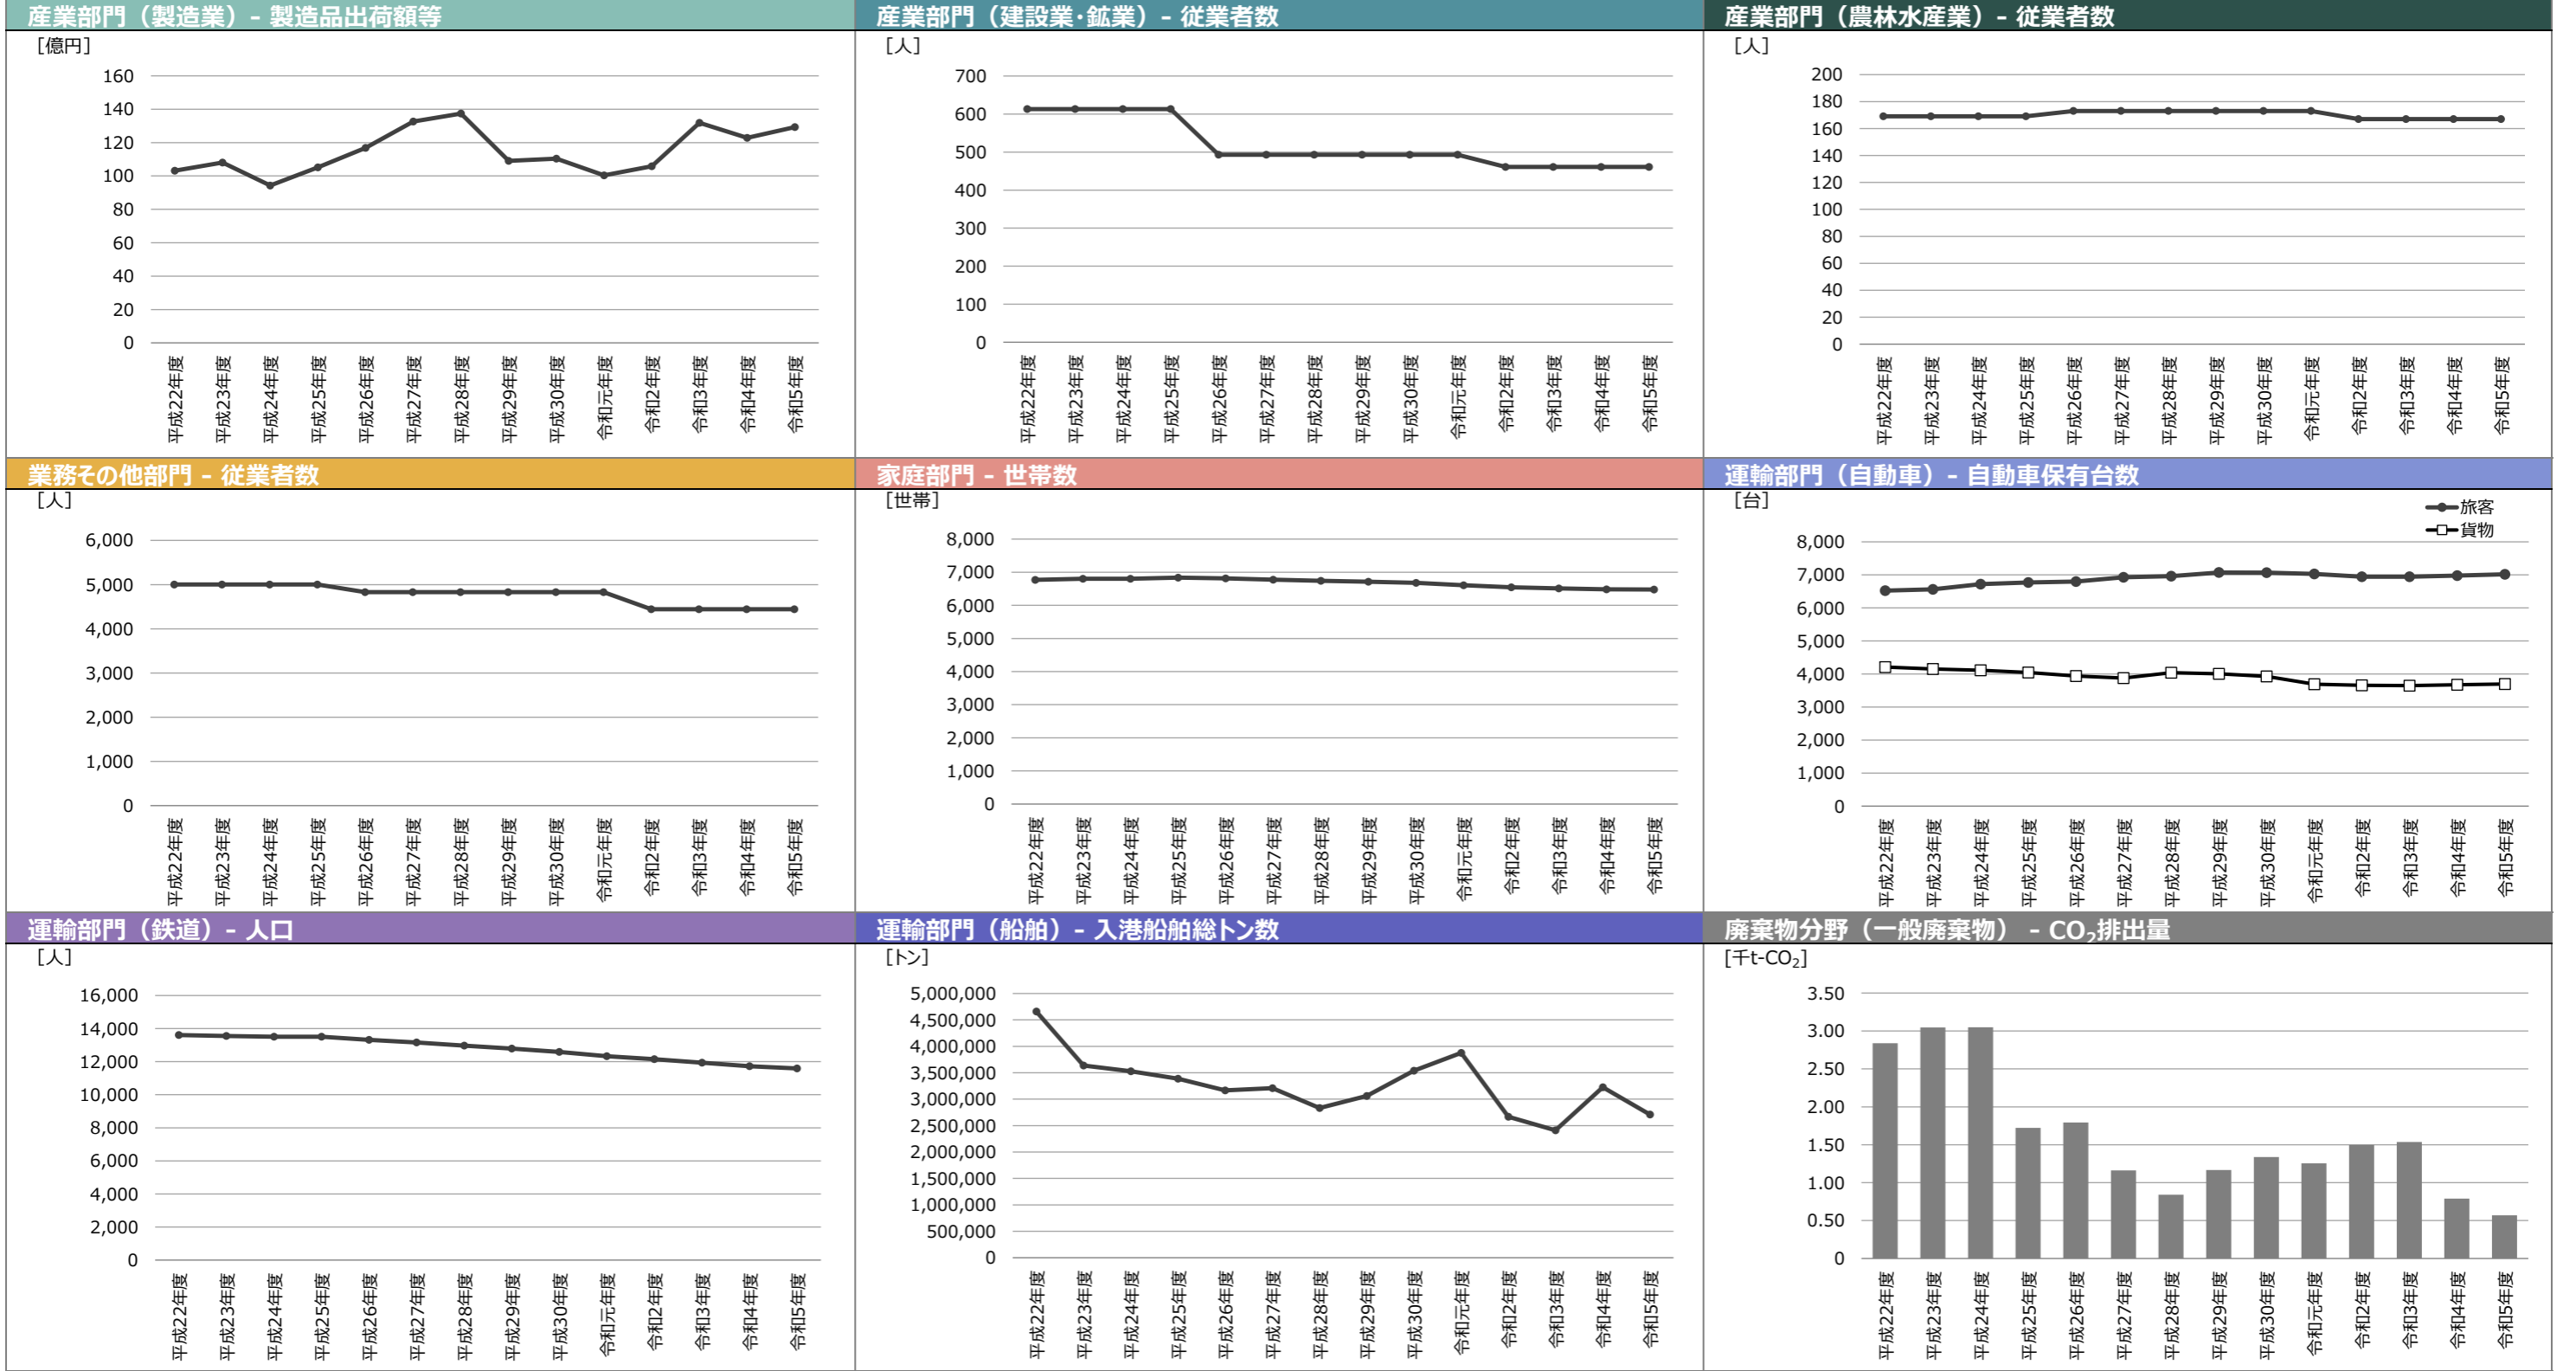 産業部門（製造業）- 製造品出荷額等
[億円]
160
140
120
100
80
60
40
20
0
平成22年度
平成23年度
平成24年度
平成25年度
平成26年度
平成27年度
平成28年度
平成29年度
平成30年度
令和元年度
令和2年度
令和3年度
令和4年度
令和5年度
産業部門（建設業・鉱業）- 従業者数
[人]
700
600
500
400
300
200
100
0
平成22年度
平成23年度
平成24年度
平成25年度
平成26年度
平成27年度
平成28年度
平成29年度
平成30年度
令和元年度
令和2年度
令和3年度
令和4年度
令和5年度
産業部門（農林水産業）- 従業者数
[人]
200
180
160
140
120
100
80
60
40
20
0
平成22年度
平成23年度
平成24年度
平成25年度
平成26年度
平成27年度
平成28年度
平成29年度
平成30年度
令和元年度
令和2年度
令和3年度
令和4年度
令和5年度
業務その他部門 - 従業者数
[人]
6,000
5,000
4,000
3,000
2,000
1,000
0
平成22年度
平成23年度
平成24年度
平成25年度
平成26年度
平成27年度
平成28年度
平成29年度
平成30年度
令和元年度
令和2年度
令和3年度
令和4年度
令和5年度
家庭部門 - 世帯数
[世帯]
8,000
7,000
6,000
5,000
4,000
3,000
2,000
1,000
0
平成22年度
平成23年度
平成24年度
平成25年度
平成26年度
平成27年度
平成28年度
平成29年度
平成30年度
令和元年度
令和2年度
令和3年度
令和4年度
令和5年度
運輸部門（自動車）- 自動車保有台数
[台]
旅客
貨物
8,000
7,000
6,000
5,000
4,000
3,000
2,000
1,000
0
平成22年度
平成23年度
平成24年度
平成25年度
平成26年度
平成27年度
平成28年度
平成29年度
平成30年度
令和元年度
令和2年度
令和3年度
令和4年度
令和5年度
運輸部門（鉄道）- 人口
[人]
16,000
14,000
12,000
10,000
8,000
6,000
4,000
2,000
0
平成22年度
平成23年度
平成24年度
平成25年度
平成26年度
平成27年度
平成28年度
平成29年度
平成30年度
令和元年度
令和2年度
令和3年度
令和4年度
令和5年度
運輸部門（船舶）- 入港船舶総トン数
[トン]
5,000,000
4,500,000
4,000,000
3,500,000
3,000,000
2,500,000
2,000,000
1,500,000
1,000,000
500,000
0
平成22年度
平成23年度
平成24年度
平成25年度
平成26年度
平成27年度
平成28年度
平成29年度
平成30年度
令和元年度
令和2年度
令和3年度
令和4年度
令和5年度
廃棄物分野（一般廃棄物） - CO₂排出量
[千t-CO₂]
3.50
3.00
2.50
2.00
1.50
1.00
0.50
0
平成22年度
平成23年度
平成24年度
平成25年度
平成26年度
平成27年度
平成28年度
平成29年度
平成30年度
令和元年度
令和2年度
令和3年度
令和4年度
令和5年度